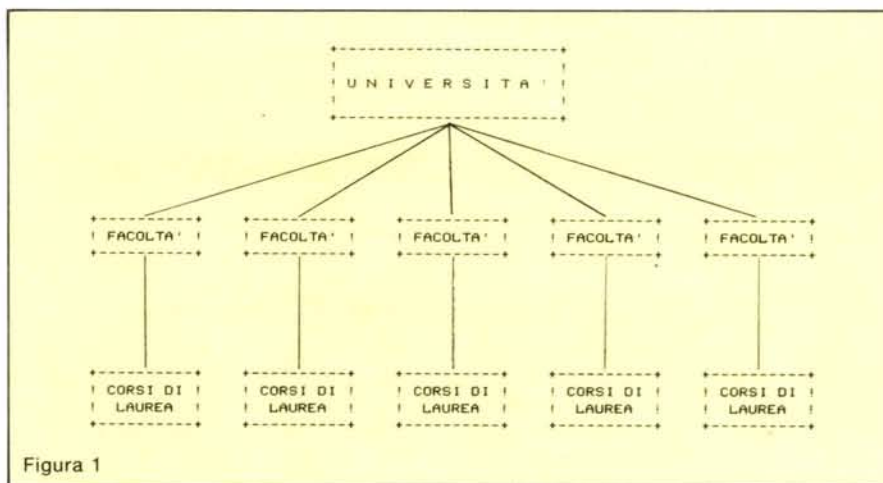 U N I V E R S I T A '
FACOLTA' FACOLTA' FACOLTA' FACOLTA' FACOLTA'
CORSI DI CORSI DI CORSI DI CORSI DI CORSI DI
LAUREA LAUREA LAUREA LAUREA LAUREA
Figura 1